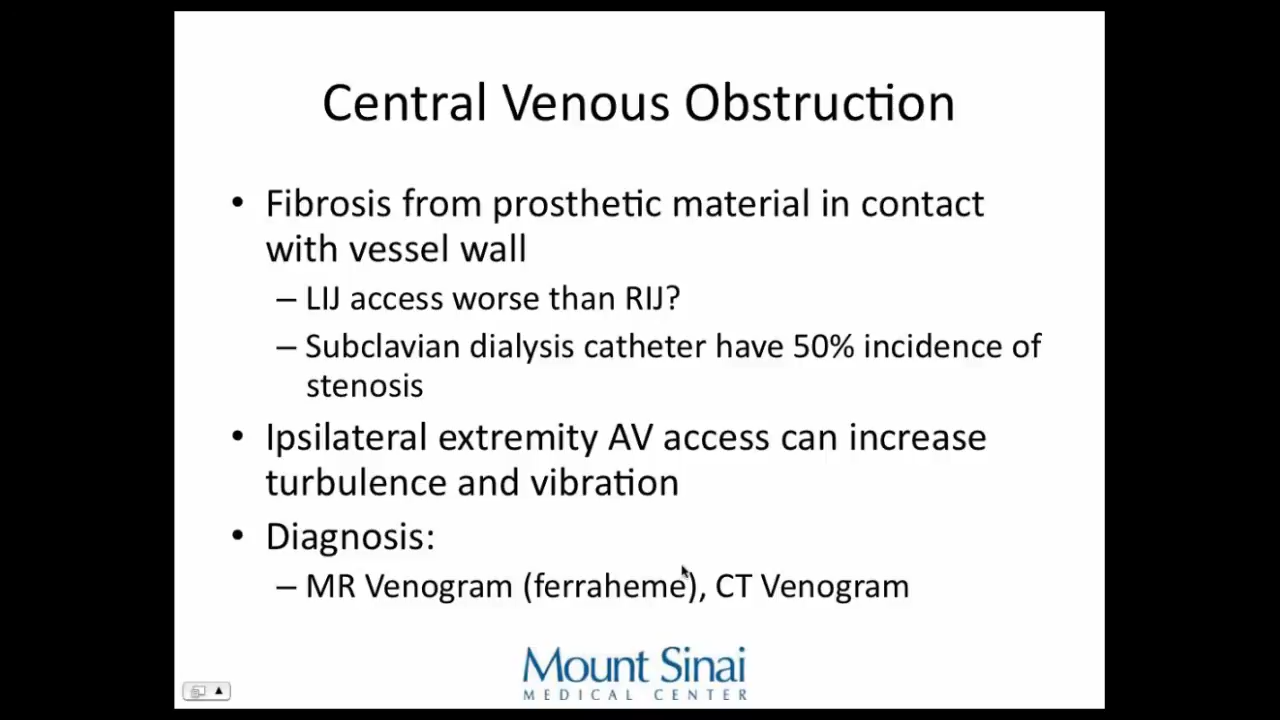 Central Venous Obstruction
• Fibrosis from prosthetic material in contact
with vessel wall
– LIJ access worse than RIJ?
– Subclavian dialysis catheter have 50% incidence of
stenosis
• Ipsilateral extremity AV access can increase
turbulence and vibration
• Diagnosis:
– MR Venogram (ferraheme), CT Venogram
Mount Sinai
MEDICAL CENTER